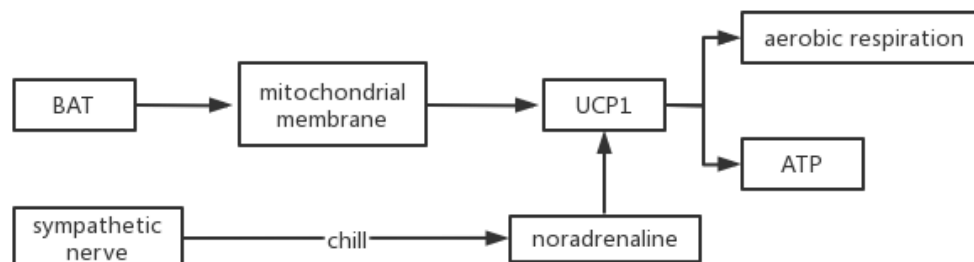 aerobic respiration
BAT
mitochondrial
membrane
UCP1
ATP
sympathetic
nerve
chill
noradrenaline